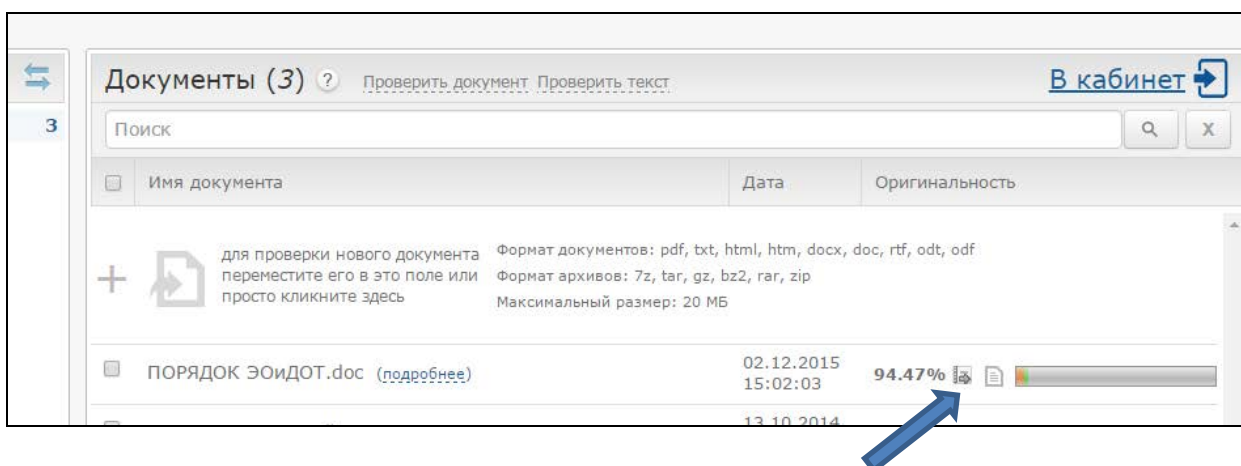 Документы (3) ? Проверить документ Проверить текст В кабинет
3
Поиск X
Имя документа Дата Оригинальность
для проверки нового документа
переместите его в это поле или
просто кликните здесь
Формат документов: pdf, txt, html, htm, docx, doc, rtf, odt, odf
Формат архивов: 7z, tar, gz, bz2, rar, zip
Максимальный размер: 20 МБ
ПОРЯДОК ЭОиДОТ.doc (подробнее) 02.12.2015
15:02:03 94.47%
13.10.2014